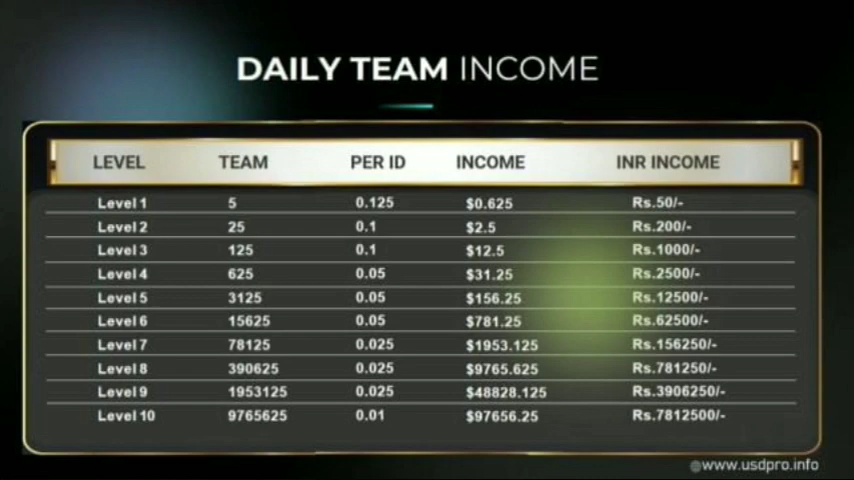 DAILY TEAM INCOME
LEVEL TEAM PER ID INCOME INR INCOME
Level 1 5 0.125 $0.625 Rs.50/-
Level 2 25 0.1 $2.5 Rs.200/-
Level 3 125 0.1 $12.5 Rs.1000/-
Level 4 625 0.05 $31.25 Rs.2500/-
Level 5 3125 0.05 $156.25 Rs.12500/-
Level 6 15625 0.05 $781.25 Rs.62500/-
Level 7 78125 0.025 $1953.125 Rs.156250/-
Level 8 390625 0.025 $9765.625 Rs.781250/-
Level 9 1953125 0.025 $48828.125 Rs.3906250/-
Level 10 9765625 0.01 $97656.25 Rs.7812500/-
@www.usdpro.info